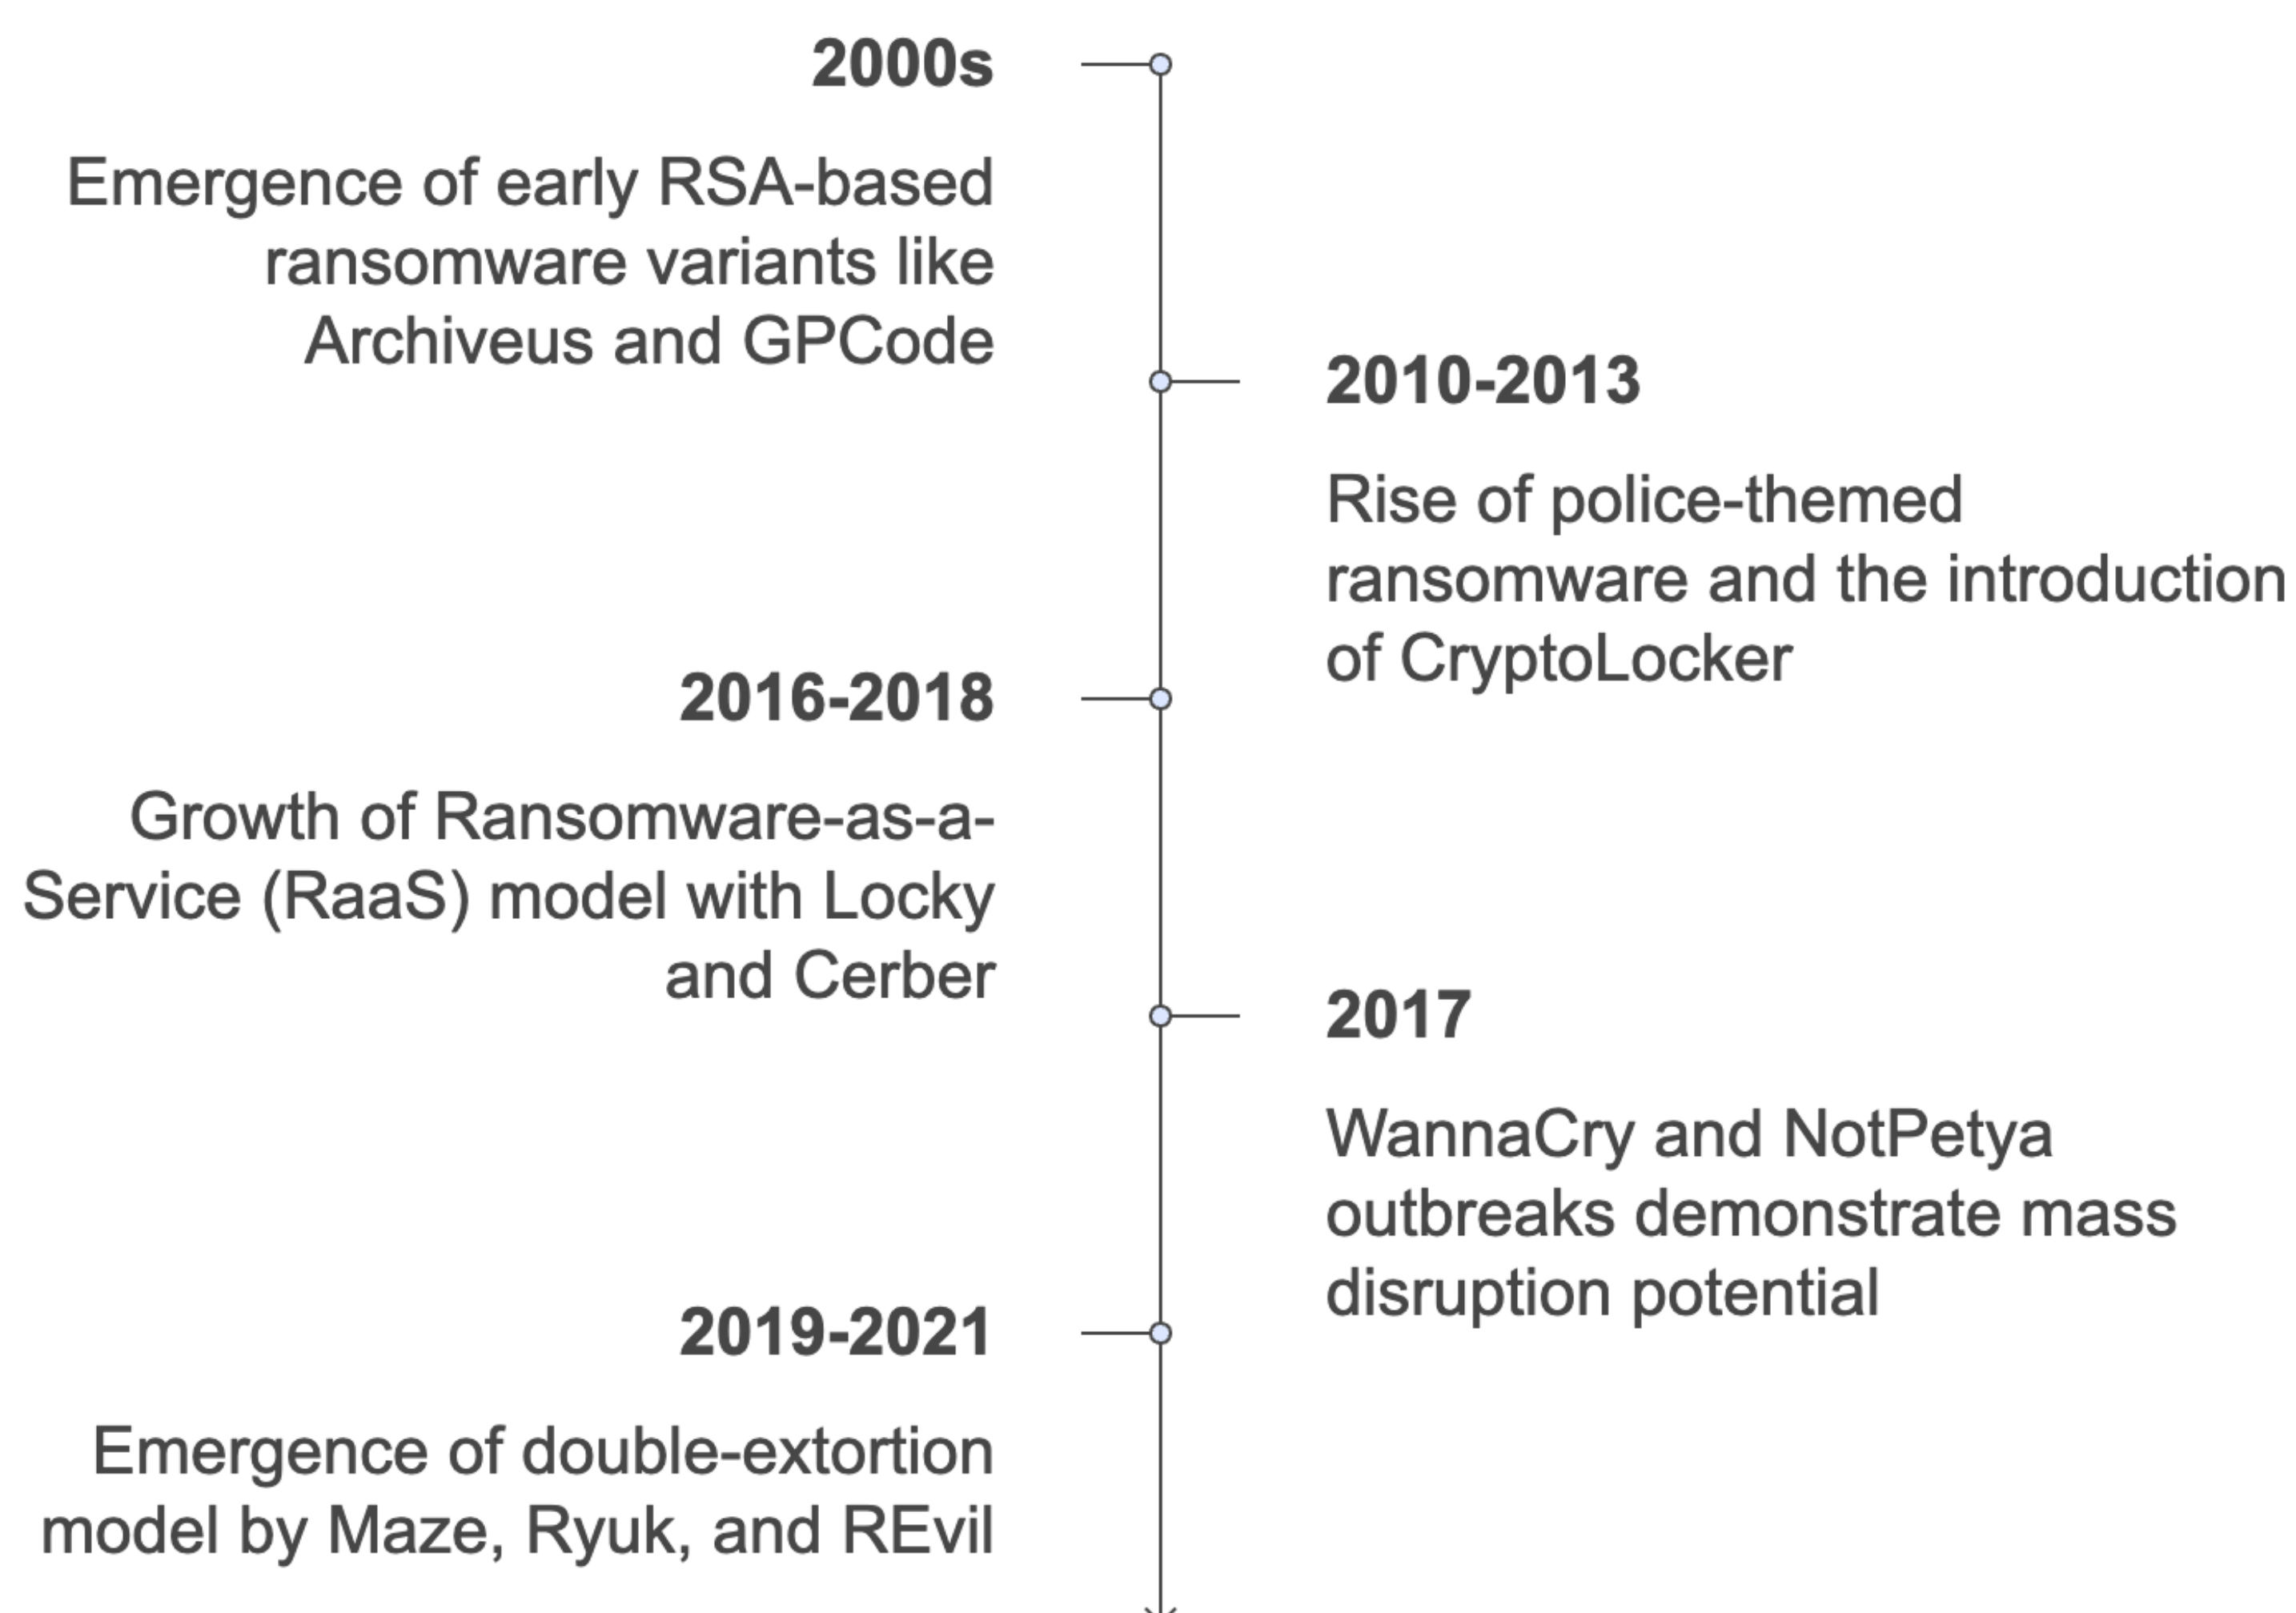 2000s
Emergence of early RSA-based
ransomware variants like
Archiveus and GPCode
2010-2013
Rise of police-themed
ransomware and the introduction
of CryptoLocker
2016-2018
Growth of Ransomware-as-a-
Service (RaaS) model with Locky
and Cerber
2017
WannaCry and NotPetya
outbreaks demonstrate mass
disruption potential
2019-2021
Emergence of double-extortion
model by Maze, Ryuk, and REvil